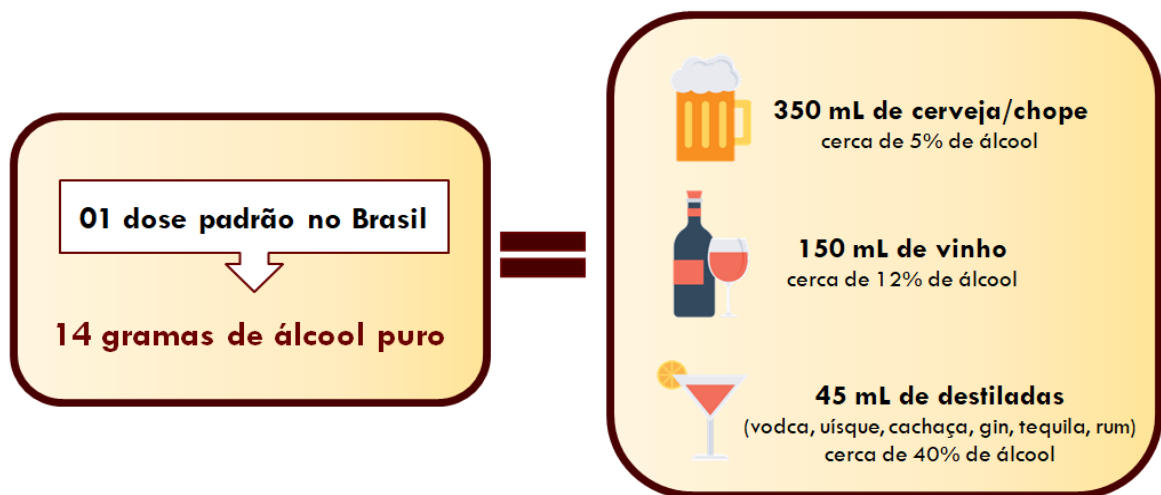 01 dose padrão no Brasil
14 gramas de álcool puro
350 mL de cerveja/chope
cerca de 5% de álcool
150 mL de vinho
cerca de 12% de álcool
45 mL de destiladas
(vodca, uísque, cachaça, gin, tequila, rum)
cerca de 40% de álcool